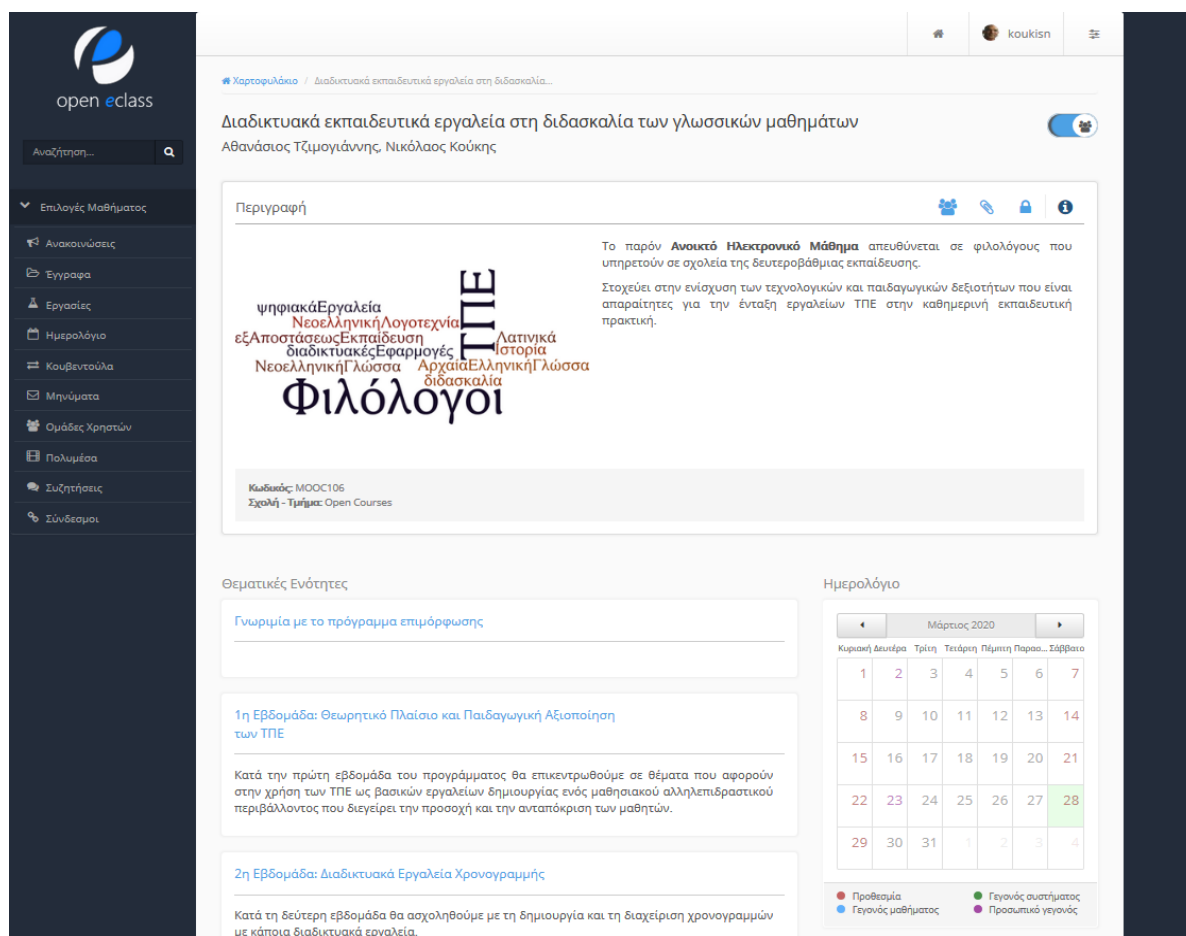 open eclass
Αναζήτηση...
Επιλογές Μαθήματος
Ανακοινώσεις
Έγγραφα
Εργασίες
Ημερολόγιο
Κουβεντούλα
Μηνύματα
Ομάδες Χρηστών
Πολυμέσα
Συζητήσεις
Σύνδεσμοι
koukisn
Χαρτοφυλάκιο / Διαδικτυακά εκπαιδευτικά εργαλεία στη διδασκαλία...
Διαδικτυακά εκπαιδευτικά εργαλεία στη διδασκαλία των γλωσσικών μαθημάτων
Αθανάσιος Τζιμογιάννης, Νικόλαος Κούκης
Περιγραφή
ΤΠΕ
ψηφιακάΕργαλεία
ΝεοελληνικήΛογοτεχνία
εξΑποστάσεωςΕκπαίδευση
Λατινικά
διαδικτυακέςΕφαρμογές
Ιστορία
ΝεοελληνικήΓλώσσα
ΑρχαίαΕλληνικήΓλώσσα
διδασκαλία
Φιλόλογοι
Το παρόν Ανοικτό Ηλεκτρονικό Μάθημα απευθύνεται σε φιλολόγους που
υπηρετούν σε σχολεία της δευτεροβάθμιας εκπαίδευσης.
Στοχεύει στην ενίσχυση των τεχνολογικών και παιδαγωγικών δεξιοτήτων που είναι
απαραίτητες για την ένταξη εργαλείων ΤΠΕ στην καθημερινή εκπαιδευτική
πρακτική.
Κωδικός: MOOC106
Σχολή - Τμήμα: Open Courses
Θεματικές Ενότητες
Γνωριμία με το πρόγραμμα επιμόρφωσης
1η Εβδομάδα: Θεωρητικό Πλαίσιο και Παιδαγωγική Αξιοποίηση
των ΤΠΕ
Κατά την πρώτη εβδομάδα του προγράμματος θα επικεντρωθούμε σε θέματα που αφορούν
στην χρήση των ΤΠΕ ως βασικών εργαλείων δημιουργίας ενός μαθησιακού αλληλεπιδραστικού
περιβάλλοντος που διεγείρει την προσοχή και την ανταπόκριση των μαθητών.
2η Εβδομάδα: Διαδικτυακά Εργαλεία Χρονογραμμής
Κατά τη δεύτερη εβδομάδα θα ασχοληθούμε με τη δημιουργία και τη διαχείριση χρονογραμμών
με κάποια διαδικτυακά εργαλεία.
Ημερολόγιο
Μάρτιος 2020
Κυριακή Δευτέρα Τρίτη Τετάρτη Πέμπτη Παρασ... Σάββατο
1 2 3 4 5 6 7
8 9 10 11 12 13 14
15 16 17 18 19 20 21
22 23 24 25 26 27 28
29 30 31 1 2 3 4
Προθεσμία Γεγονός συστήματος
Γεγονός μαθήματος Προσωπικό γεγονός